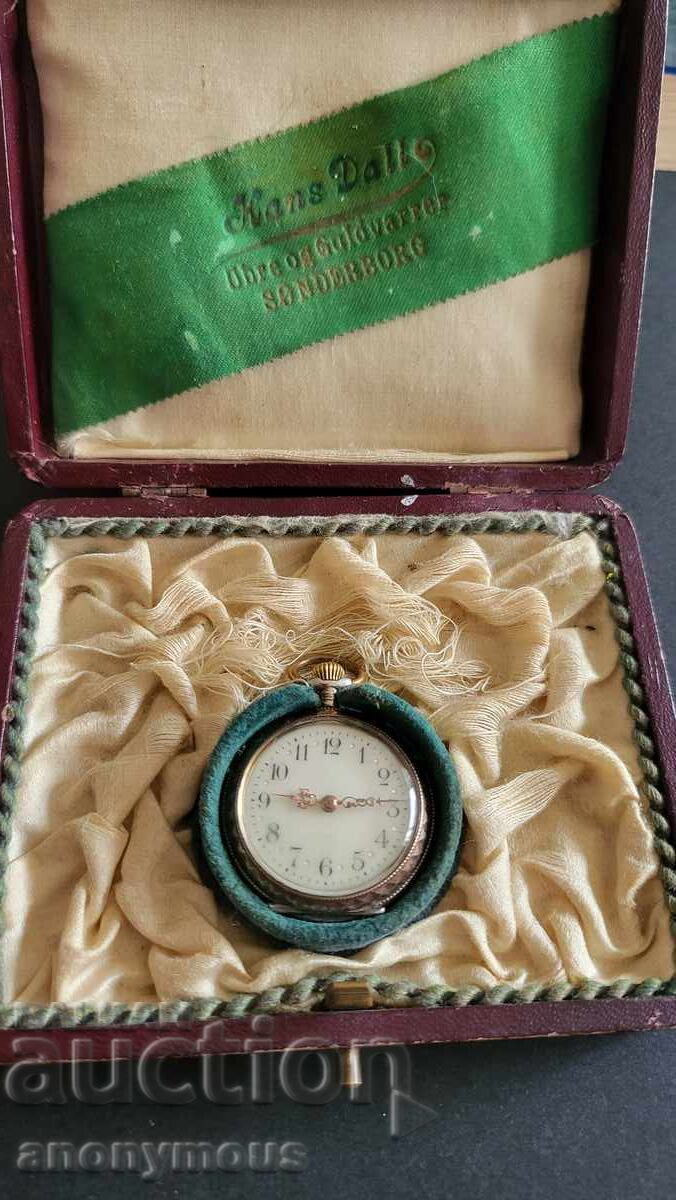 Hans Dall
Uhre og Guldvarrer
SØNDERBORG
11 12 1
10 2
9 3
8 4
7 6 5
auction
anonymous